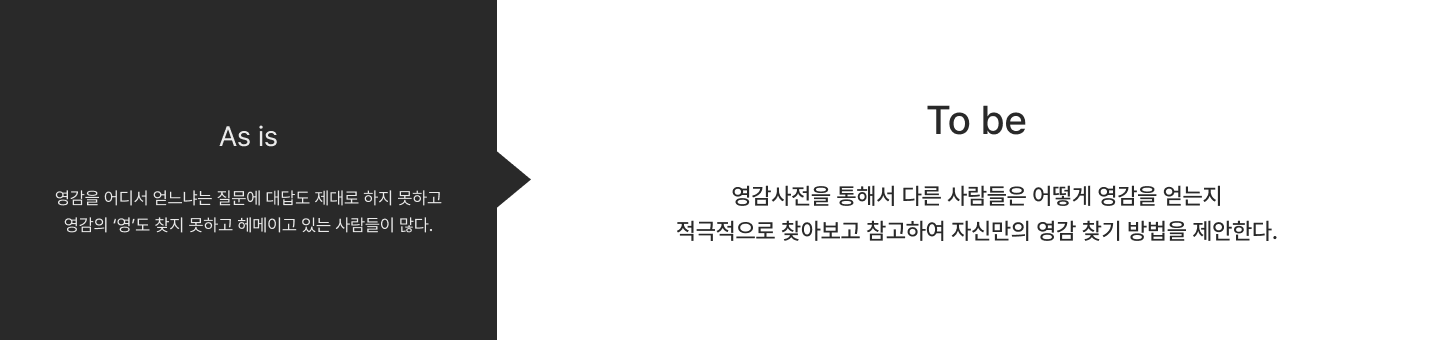 As is
영감을 어디서 얻느냐는 질문에 대답도 제대로 하지 못하고
영감의 ‘영’도 찾지 못하고 헤메이고 있는 사람들이 많다.
To be
영감사전을 통해서 다른 사람들은 어떻게 영감을 얻는지
적극적으로 찾아보고 참고하여 자신만의 영감 찾기 방법을 제안한다.